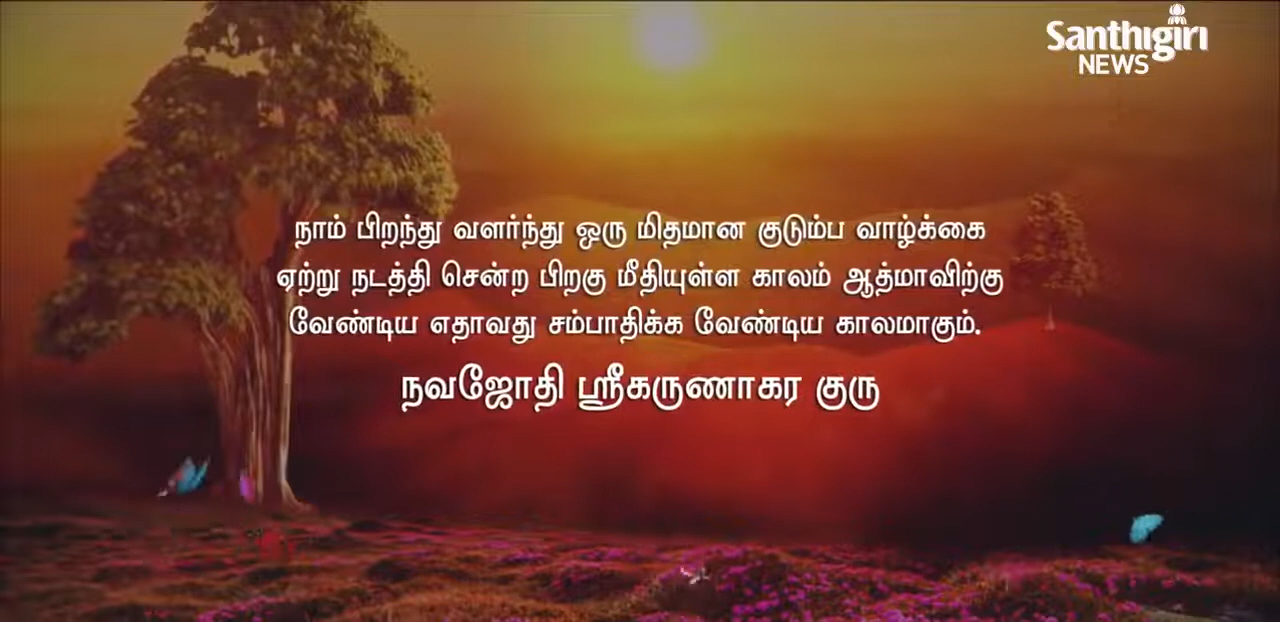 Santhigiri
NEWS
நாம் பிறந்து வளர்ந்து ஒரு மிதமான குடும்ப வாழ்க்கை
ஏற்று நடத்தி சென்ற பிறகு மீதியுள்ள காலம் ஆத்மாவிற்கு
வேண்டிய எதாவது சம்பாதிக்க வேண்டிய காலமாகும்.
நவஜோதி ஸ்ரீகருணாகர குரு